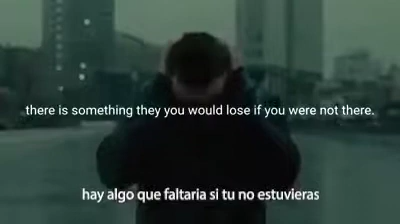 there is something they you would lose if you were not there.
hay algo que faltaria si tu no estuvieras